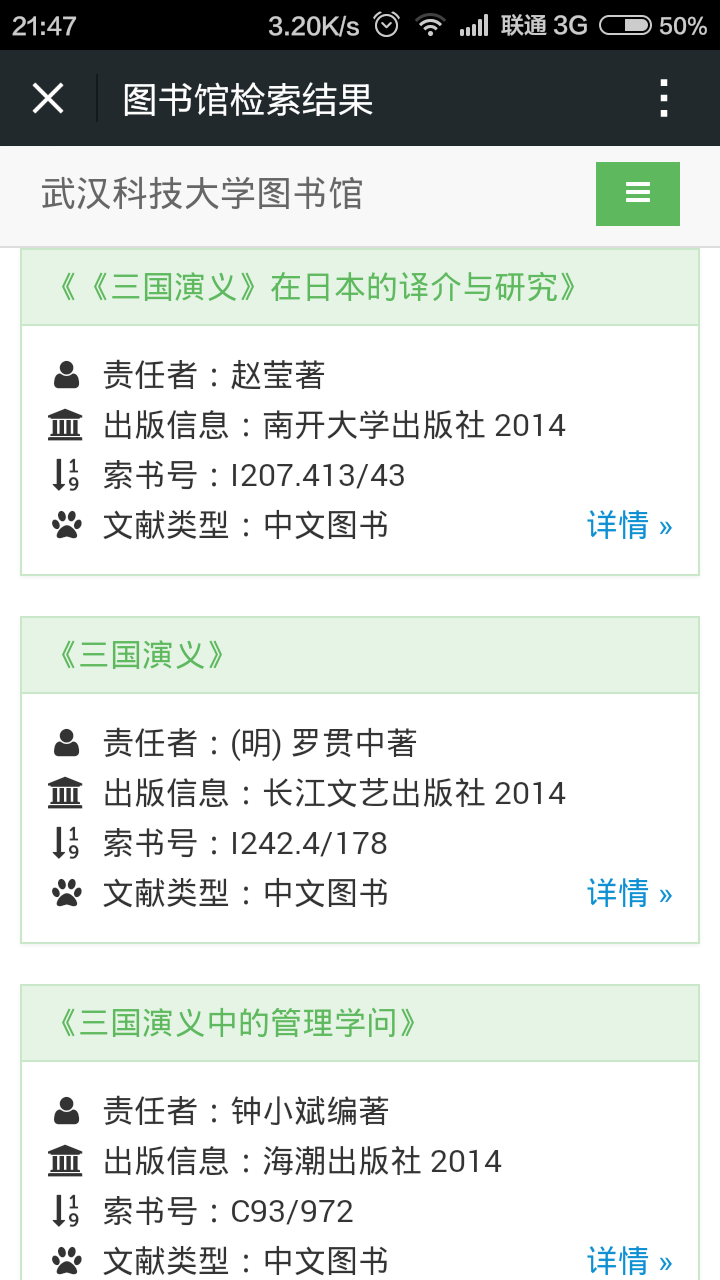 21:47 3.20K/s 联通 3G 50%
图书馆检索结果
武汉科技大学图书馆
《《三国演义》在日本的译介与研究》
责任者：赵莹著
出版信息：南开大学出版社 2014
索书号：I207.413/43
文献类型：中文图书 详情 »
《三国演义》
责任者：(明) 罗贯中著
出版信息：长江文艺出版社 2014
索书号：I242.4/178
文献类型：中文图书 详情 »
《三国演义中的管理学问》
责任者：钟小斌编著
出版信息：海潮出版社 2014
索书号：C93/972
文献类型：中文图书 详情 »